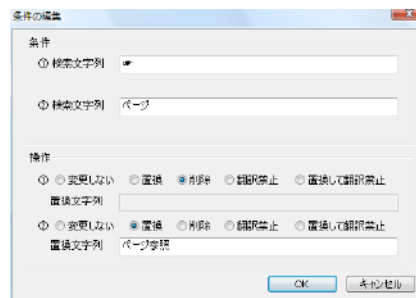 条件の編集
条件
① 検索文字列 ☛
② 検索文字列 ページ
操作
① 変更しない 置換 削除 翻訳禁止 置換して翻訳禁止
置換文字列
② 変更しない 置換 削除 翻訳禁止 置換して翻訳禁止
置換文字列 ページ参照
OK キャンセル